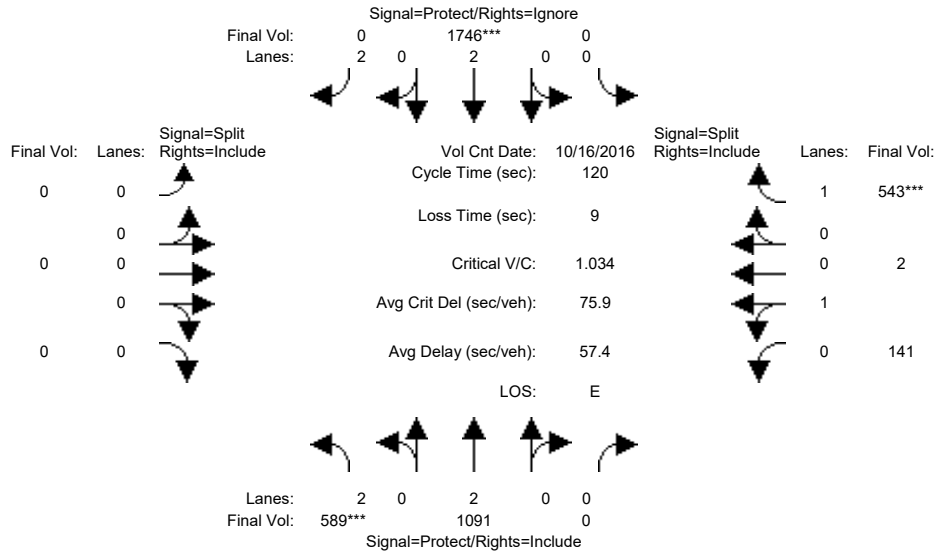 Signal=Protect/Rights=Ignore
Final Vol: 0 1746*** 0
Lanes: 2 0 2 0 0
Signal=Split Signal=Split
Final Vol: Lanes: Rights=Include Vol Cnt Date: 10/16/2016 Rights=Include Lanes: Final Vol:
Cycle Time (sec): 120
0 0 1 543***
Loss Time (sec): 9
0 0
0 0 Critical V/C: 1.034 0 2
0 Avg Crit Del (sec/veh): 75.9 1
0 0 Avg Delay (sec/veh): 57.4 0 141
LOS: E
Lanes: 2 0 2 0 0
Final Vol: 589*** 1091 0
Signal=Protect/Rights=Include